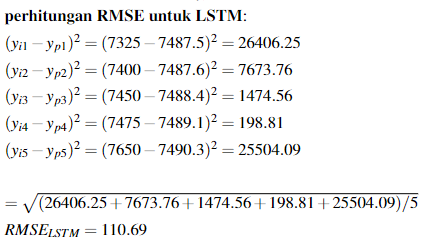 perhitungan RMSE untuk LSTM:
(y_{i1} − y_{p1})² = (7325 − 7487.5)² = 26406.25
(y_{i2} − y_{p2})² = (7400 − 7487.6)² = 7673.76
(y_{i3} − y_{p3})² = (7450 − 7488.4)² = 1474.56
(y_{i4} − y_{p4})² = (7475 − 7489.1)² = 198.81
(y_{i5} − y_{p5})² = (7650 − 7490.3)² = 25504.09
= √(26406.25 + 7673.76 + 1474.56 + 198.81 + 25504.09)/5
RMSE_{LSTM} = 110.69